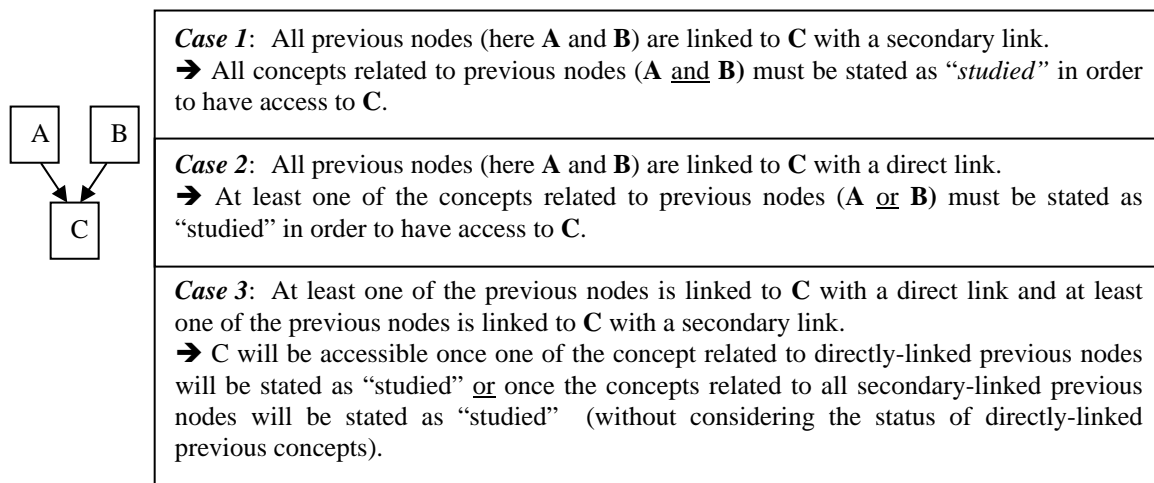 A B
C
Case 1: All previous nodes (here A and B) are linked to C with a secondary link.
➔ All concepts related to previous nodes (A and B) must be stated as “studied” in order
to have access to C.
Case 2: All previous nodes (here A and B) are linked to C with a direct link.
➔ At least one of the concepts related to previous nodes (A or B) must be stated as
“studied” in order to have access to C.
Case 3: At least one of the previous nodes is linked to C with a direct link and at least
one of the previous nodes is linked to C with a secondary link.
➔ C will be accessible once one of the concept related to directly-linked previous nodes
will be stated as “studied” or once the concepts related to all secondary-linked previous
nodes will be stated as “studied” (without considering the status of directly-linked
previous concepts).